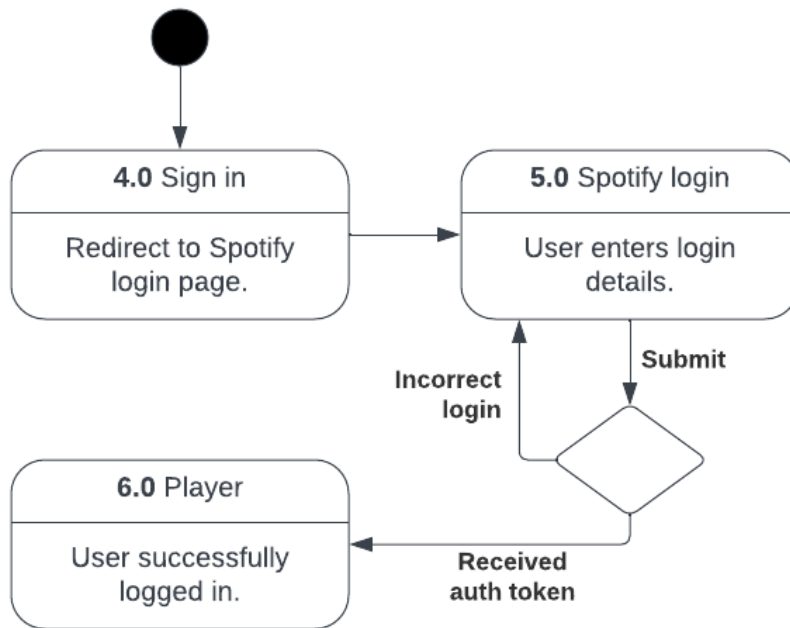 4.0 Sign in
Redirect to Spotify
login page.
5.0 Spotify login
User enters login
details.
Incorrect
login
Submit
6.0 Player
User successfully
logged in.
Received
auth token